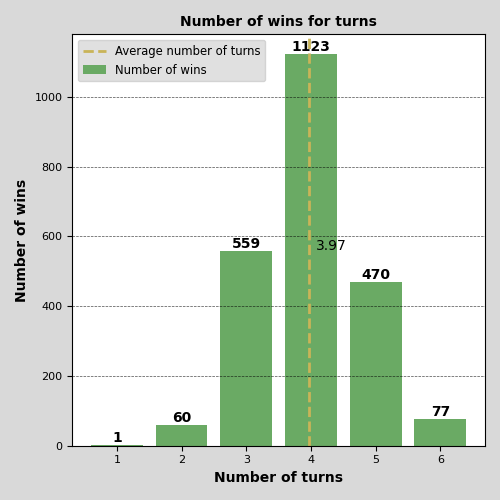 Number of wins for turns
Average number of turns
Number of wins
1123
1000
800
600
400
200
0
Number of wins
559
3.97
470
60
77
1
1 2 3 4 5 6
Number of turns